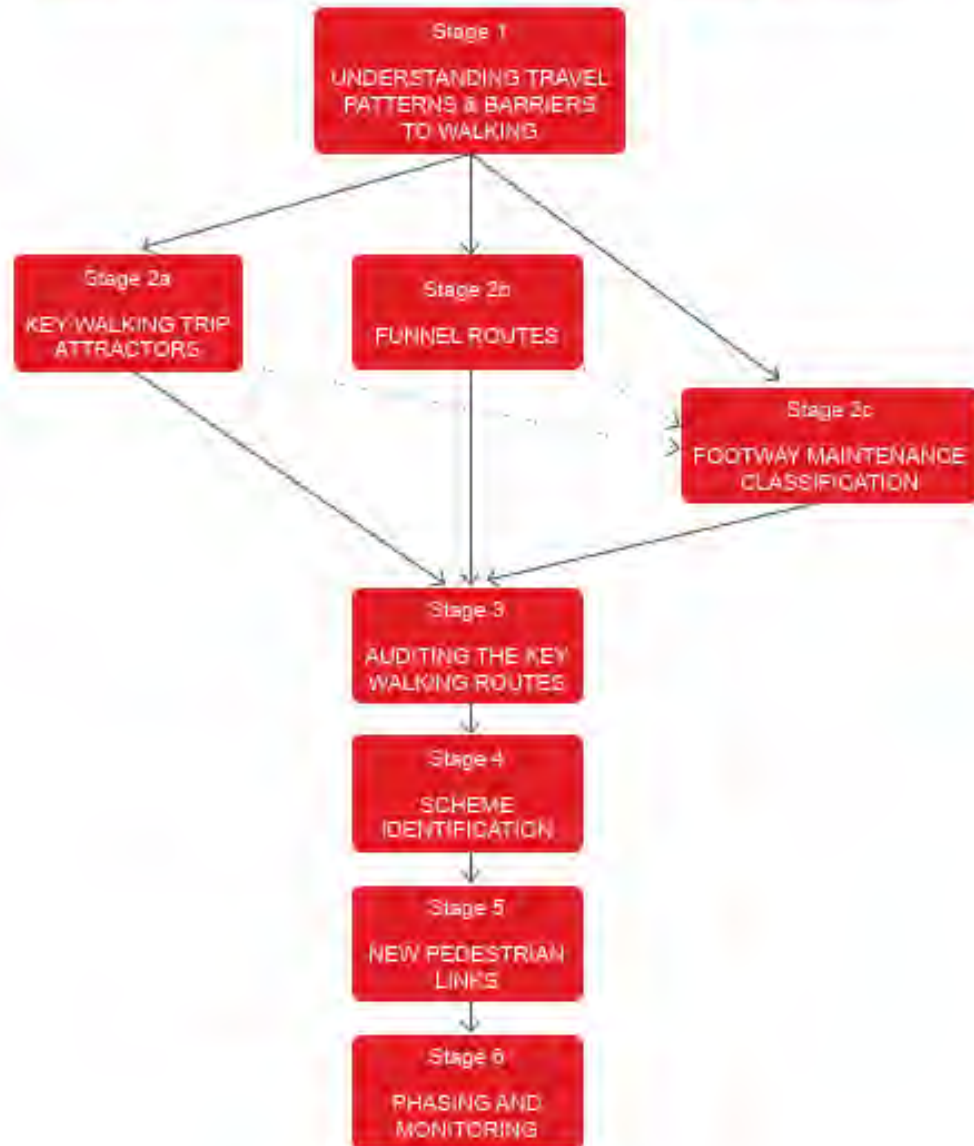 Stage 1
UNDERSTANDING TRAVEL
PATTERNS & BARRIERS
TO WALKING
Stage 2a
KEY WALKING TRIP
ATTRACTORS
Stage 2b
FUNNEL ROUTES
Stage 2c
FOOTWAY MAINTENANCE
CLASSIFICATION
Stage 3
AUDITING THE KEY
WALKING ROUTES
Stage 4
SCHEME
IDENTIFICATION
Stage 5
NEW PEDESTRIAN
LINKS
Stage 6
PHASING AND
MONITORING